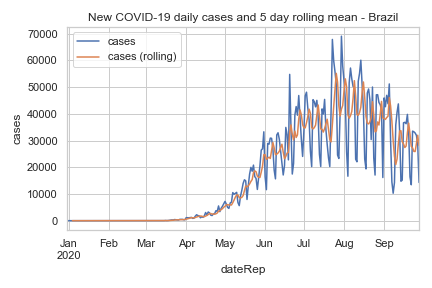 New COVID-19 daily cases and 5 day rolling mean - Brazil
cases
cases (rolling)
70000
60000
50000
40000
30000
20000
10000
0
cases
Jan Feb Mar Apr May Jun Jul Aug Sep
2020
dateRep